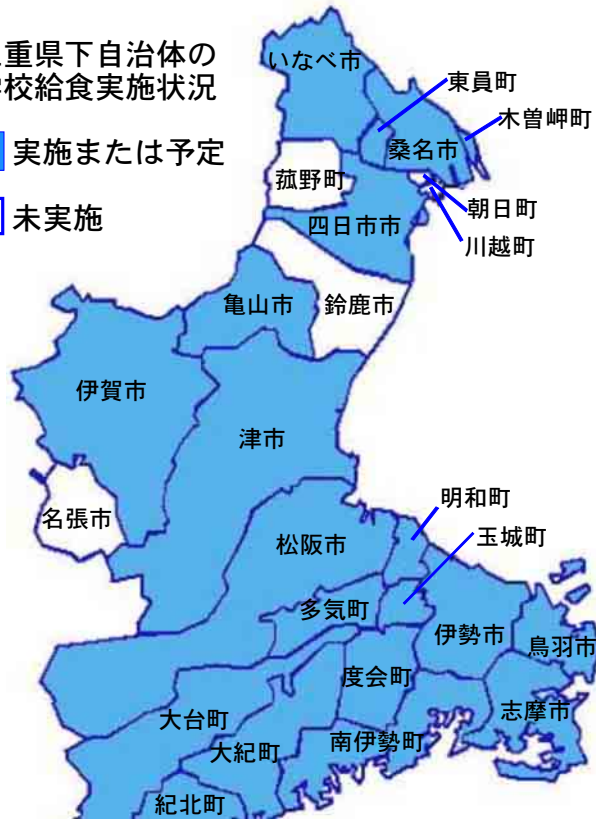 重県下自治体の
校給食実施状況
実施または予定
未実施
いなべ市
東員町
木曽岬町
桑名市
菰野町
朝日町
四日市市
川越町
亀山市
鈴鹿市
伊賀市
津市
名張市
明和町
松阪市
玉城町
多気町
伊勢市
鳥羽市
度会町
志摩市
大台町
南伊勢町
大紀町
紀北町